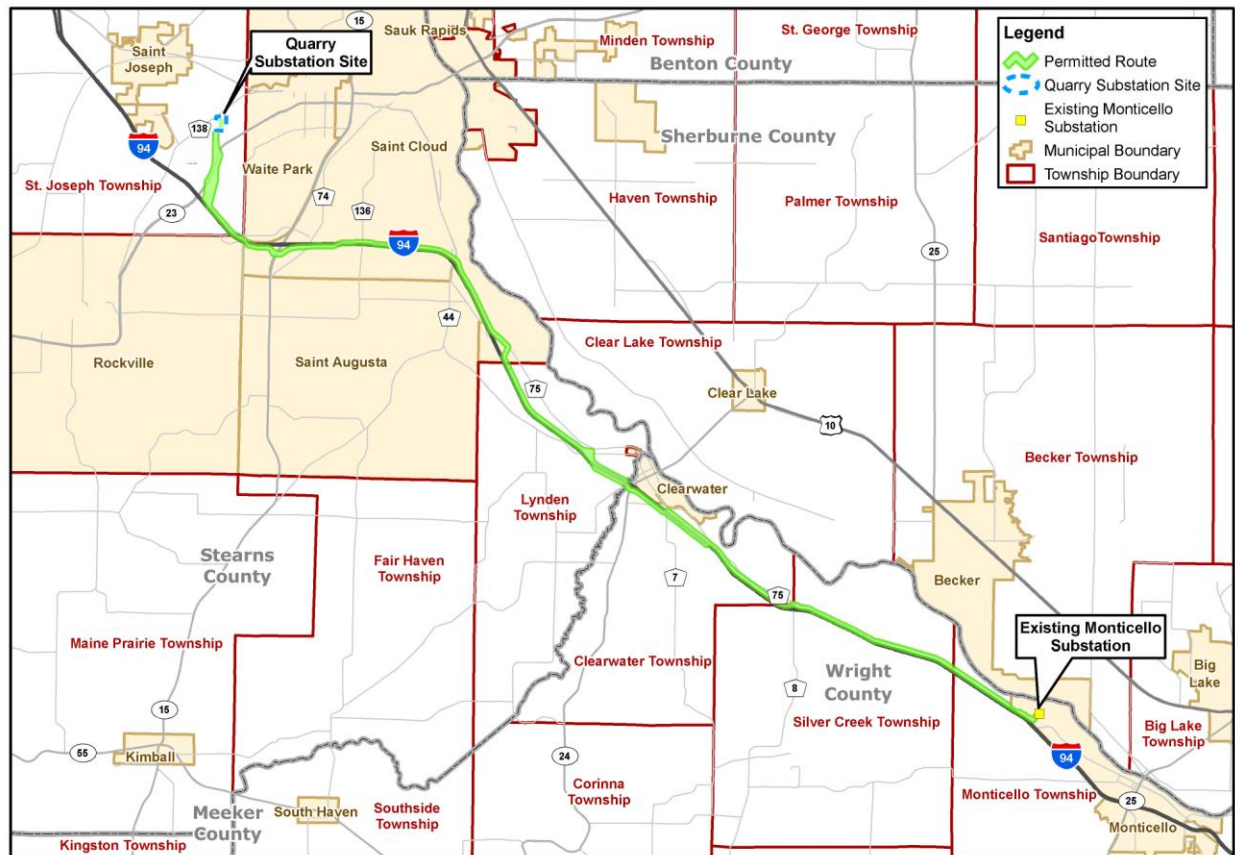 15
Sauk Rapids
Saint
Joseph
Quarry
Substation Site
Minden Township
St. George Township
Benton County
Legend
Permitted Route
Quarry Substation Site
Existing Monticello
Substation
Municipal Boundary
Township Boundary
138
94
Sherburne County
Saint Cloud
Waite Park
St. Joseph Township
74
136
Haven Township
Palmer Township
23
94
25
SantiagoTownship
44
Clear Lake Township
Rockville
Saint Augusta
75
Clear Lake
10
Becker Township
Lynden
Township
Clearwater
Stearns
County
Fair Haven
Township
7
Becker
75
Existing Monticello
Substation
Maine Prairie Township
Clearwater Township
Wright
County
8
Silver Creek Township
Big
Lake
15
55
Kimball
24
Big Lake
Township
94
Corinna
Township
Monticello Township
25
Meeker
County
South Haven
Southside
Township
Monticello
Kingston Township